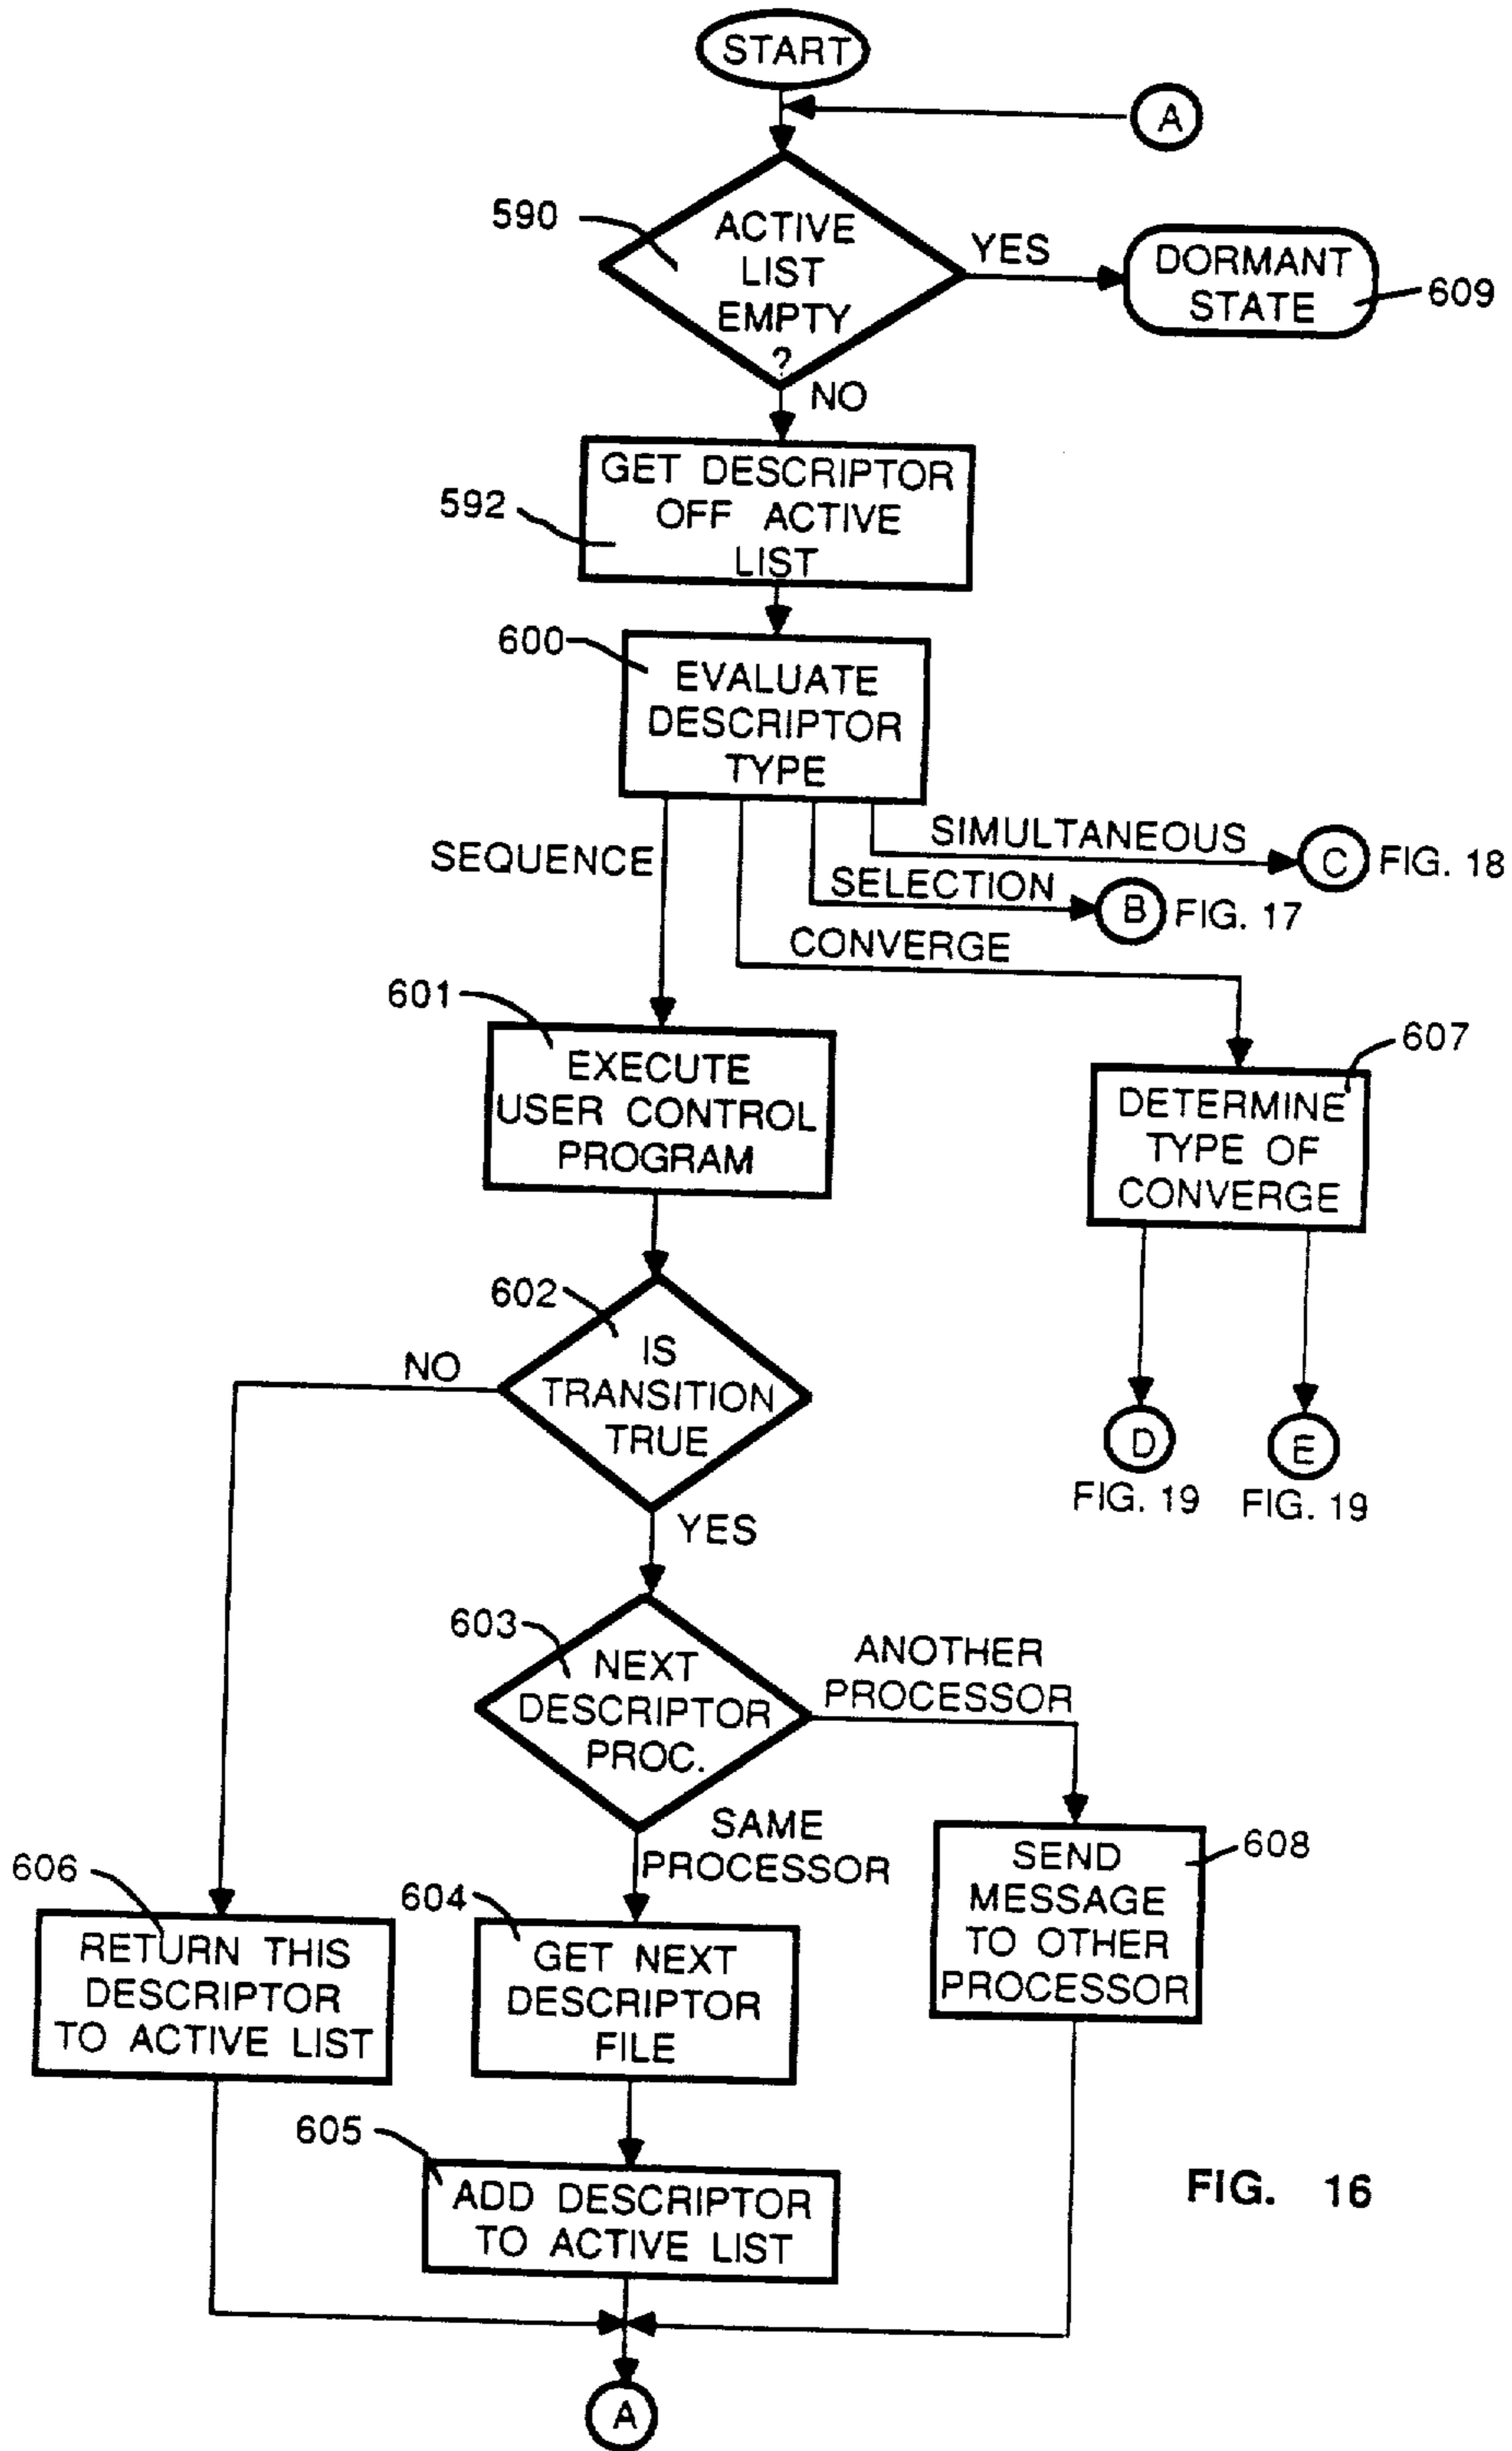 START
A
590
ACTIVE
LIST
EMPTY
?
YES
DORMANT
STATE
609
NO
592
GET DESCRIPTOR
OFF ACTIVE
LIST
600
EVALUATE
DESCRIPTOR
TYPE
SEQUENCE
SIMULTANEOUS
C FIG. 18
SELECTION
B FIG. 17
CONVERGE
601
EXECUTE
USER CONTROL
PROGRAM
607
DETERMINE
TYPE OF
CONVERGE
602
IS
TRANSITION
TRUE
NO
YES
D
FIG. 19
E
FIG. 19
603
NEXT
DESCRIPTOR
PROC.
ANOTHER
PROCESSOR
SAME
PROCESSOR
606
RETURN THIS
DESCRIPTOR
TO ACTIVE LIST
604
GET NEXT
DESCRIPTOR
FILE
608
SEND
MESSAGE
TO OTHER
PROCESSOR
605
ADD DESCRIPTOR
TO ACTIVE LIST
FIG. 16
A